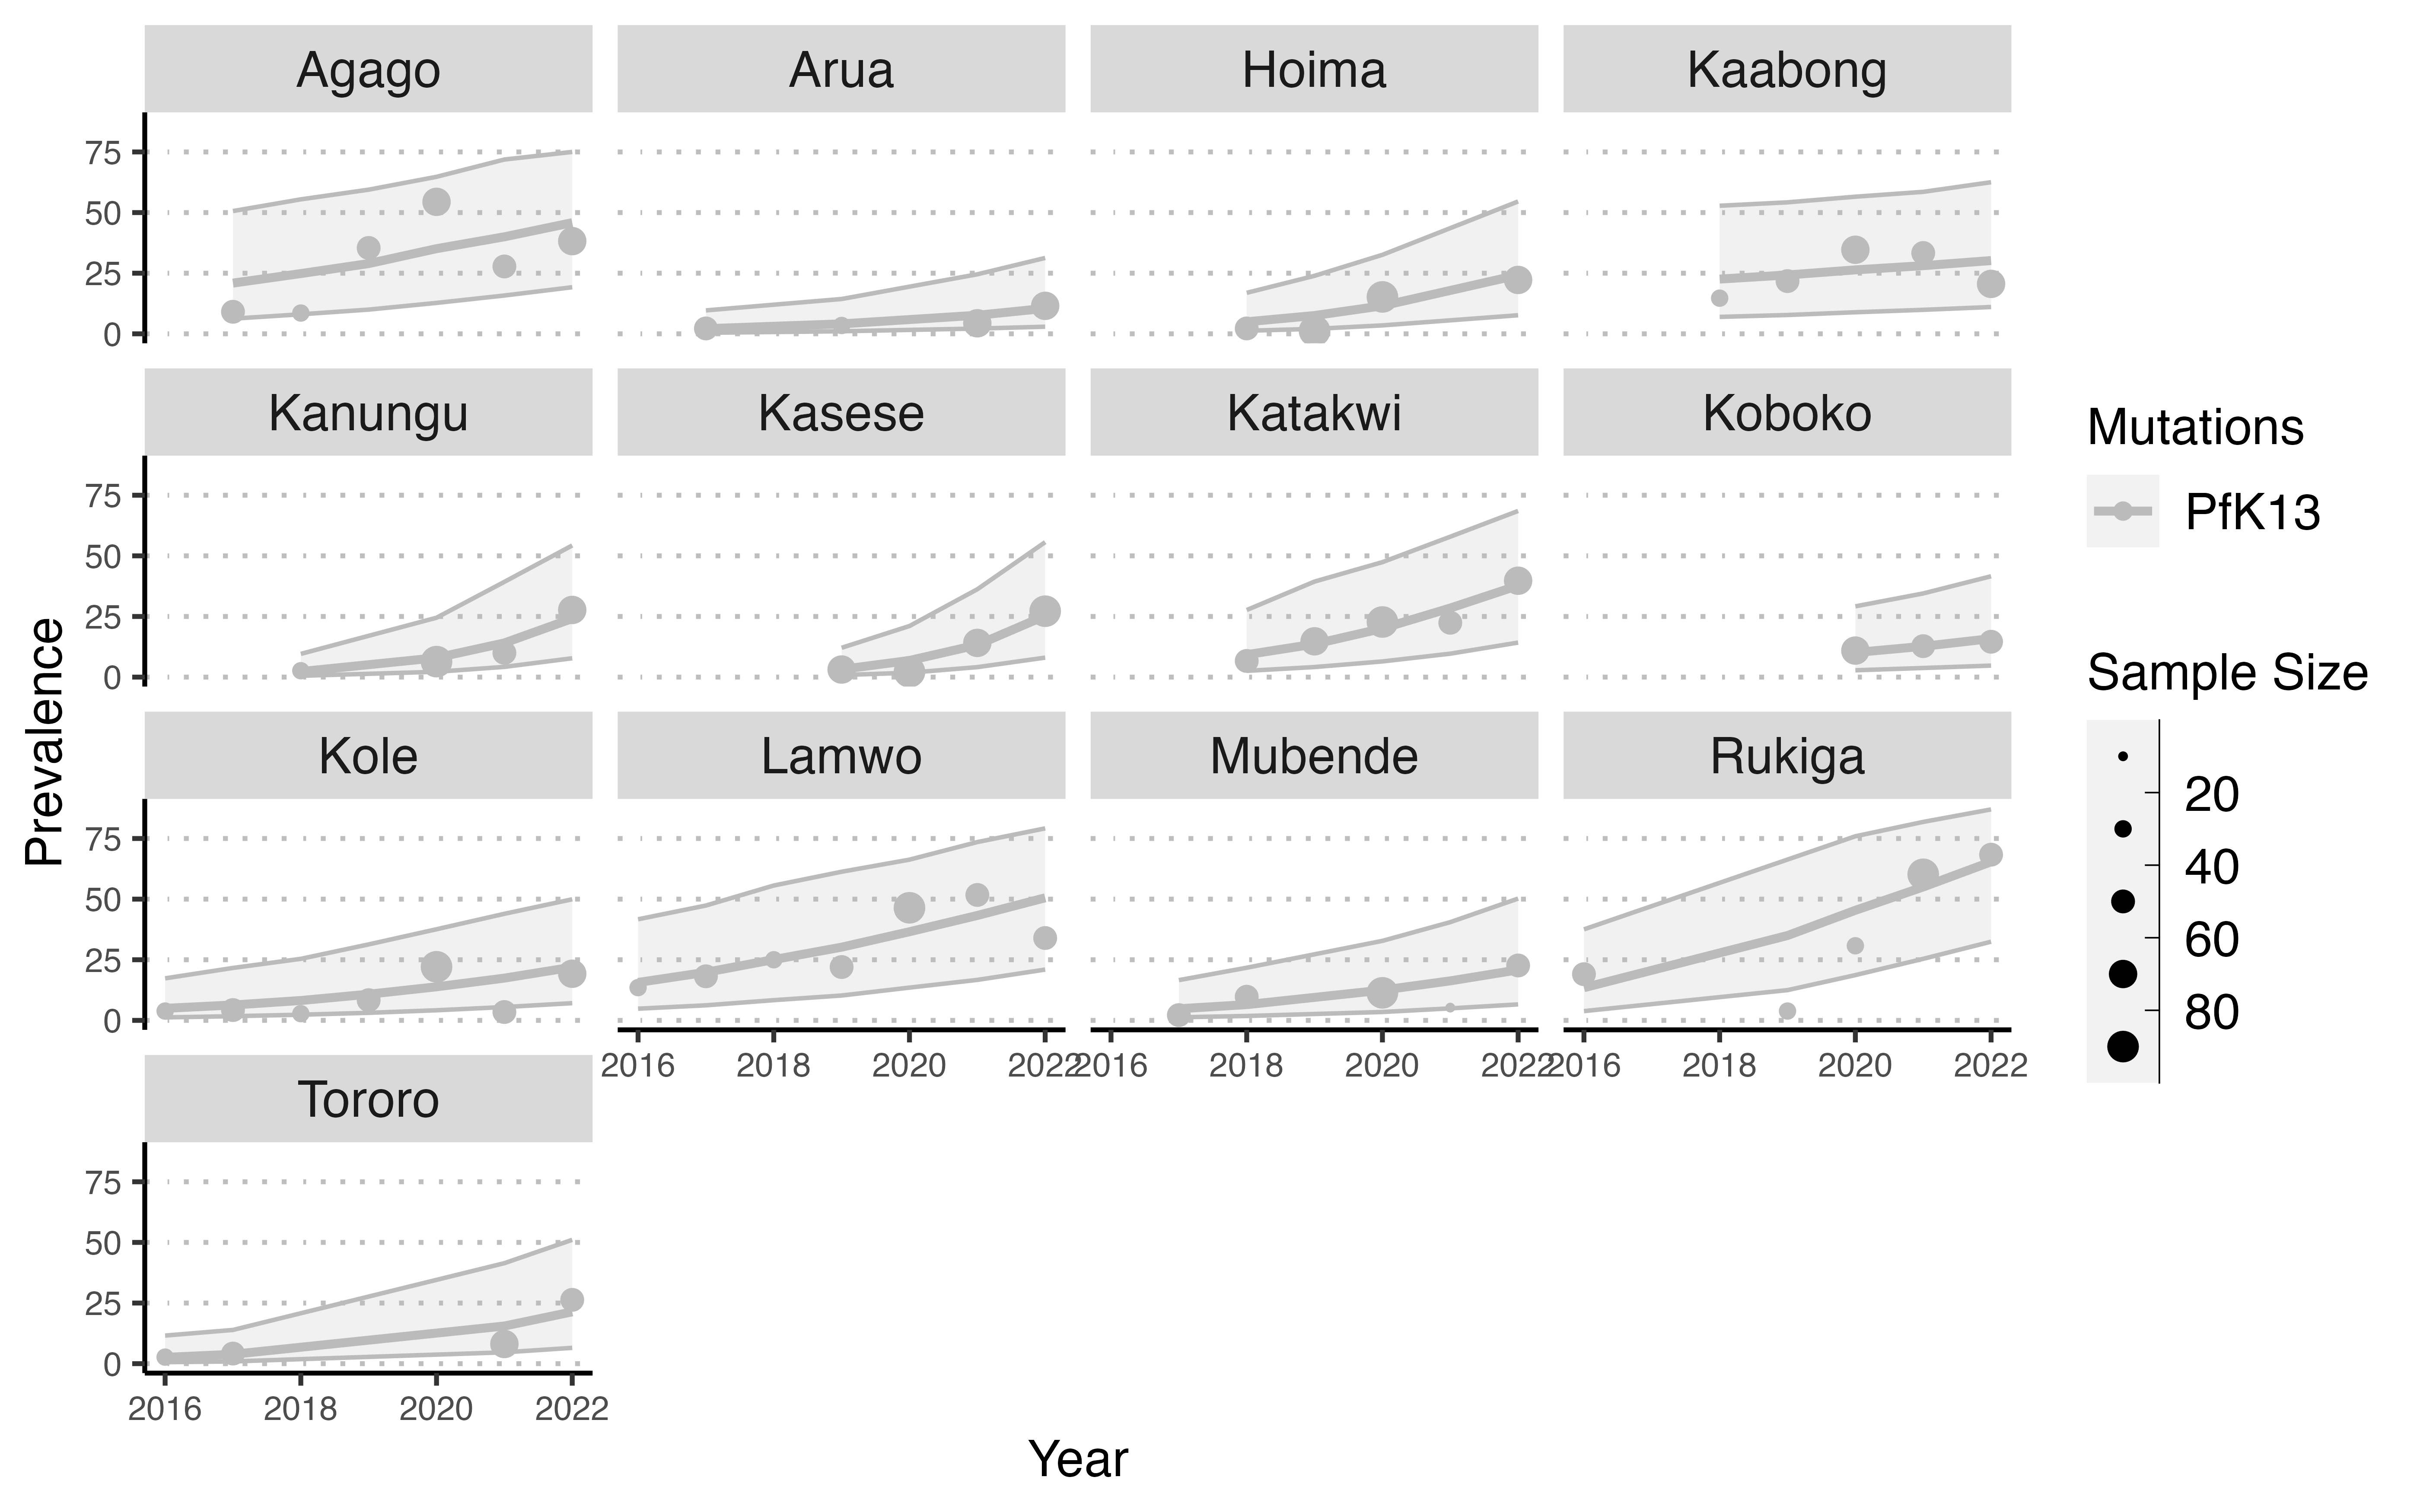 Agago Arua Hoima Kaabong
75
50
25
0
Kanungu Kasese Katakwi Koboko
75
50
25
0
Kole Lamwo Mubende Rukiga
75
50
25
0
2016 2018 2020 2022 2016 2018 2020 2022 2016 2018 2020 2022
Tororo
75
50
25
0
2016 2018 2020 2022
Year
Prevalence
Mutations
PfK13
Sample Size
20
40
60
80